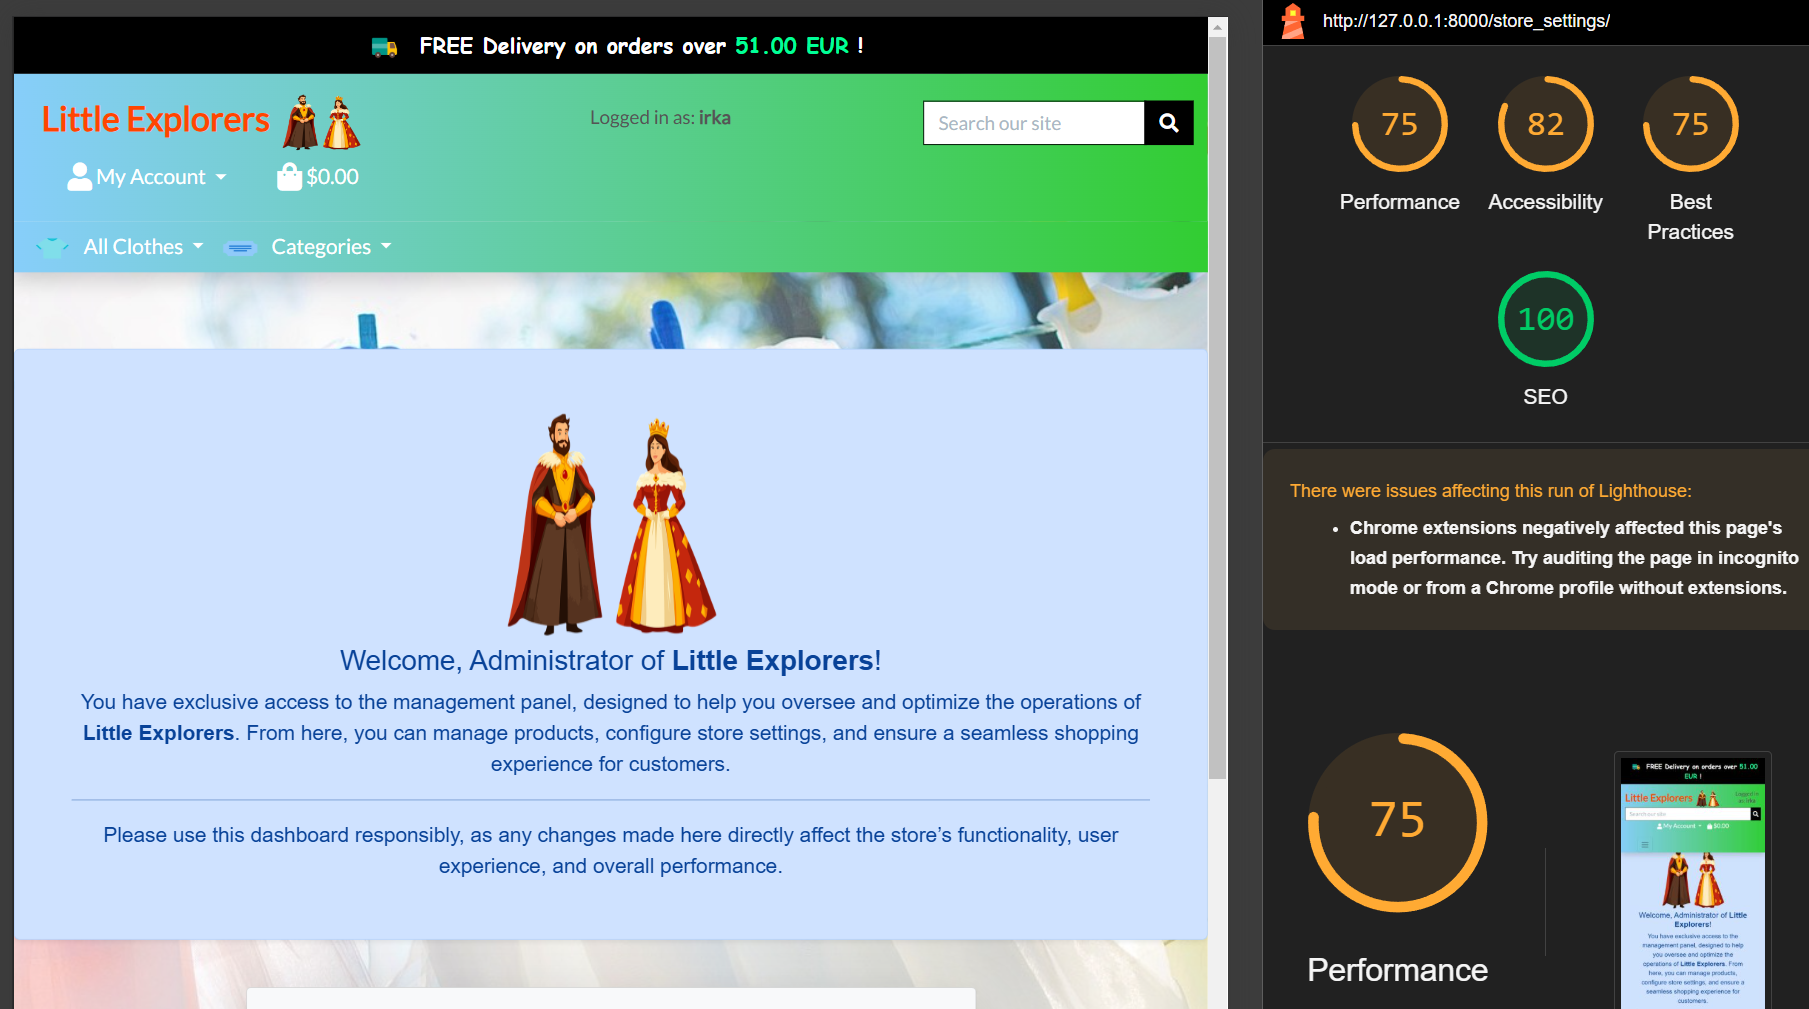 FREE Delivery on orders over 51.00 EUR !
Little Explorers
Logged in as: irka
Search our site
My Account
$0.00
All Clothes
Categories
Welcome, Administrator of Little Explorers!
You have exclusive access to the management panel, designed to help you oversee and optimize the operations of
Little Explorers. From here, you can manage products, configure store settings, and ensure a seamless shopping
experience for customers.
Please use this dashboard responsibly, as any changes made here directly affect the store’s functionality, user
experience, and overall performance.
http://127.0.0.1:8000/store_settings/
75
82
75
Performance
Accessibility
Best
Practices
100
SEO
There were issues affecting this run of Lighthouse:
• Chrome extensions negatively affected this page's
load performance. Try auditing the page in incognito
mode or from a Chrome profile without extensions.
75
Performance
FREE Delivery on orders over 51.00
EUR !
Little Explorers
Logged in
as: irka
Search our site
My Account
$0.00
Welcome, Administrator of Little
Explorers!
You have exclusive access to the
management panel, designed to help
you oversee and optimize the
operations of Little Explorers. From
here, you can manage products,
configure store settings, and ensure a
seamless shopping experience for
customers.